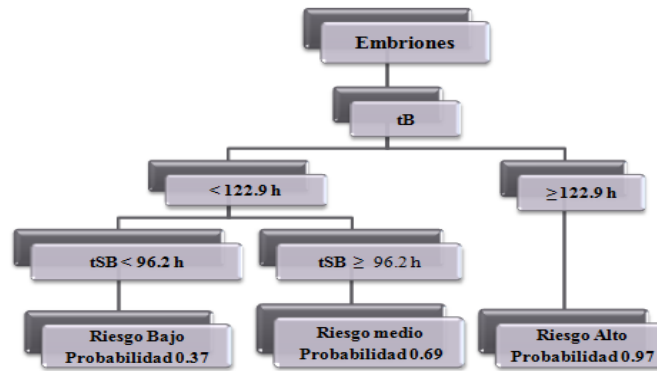 Embriones
tB
< 122.9 h
≥122.9 h
tSB < 96.2 h
tSB ≥ 96.2 h
Riesgo Bajo
Probabilidad 0.37
Riesgo medio
Probabilidad 0.69
Riesgo Alto
Probabilidad 0.97